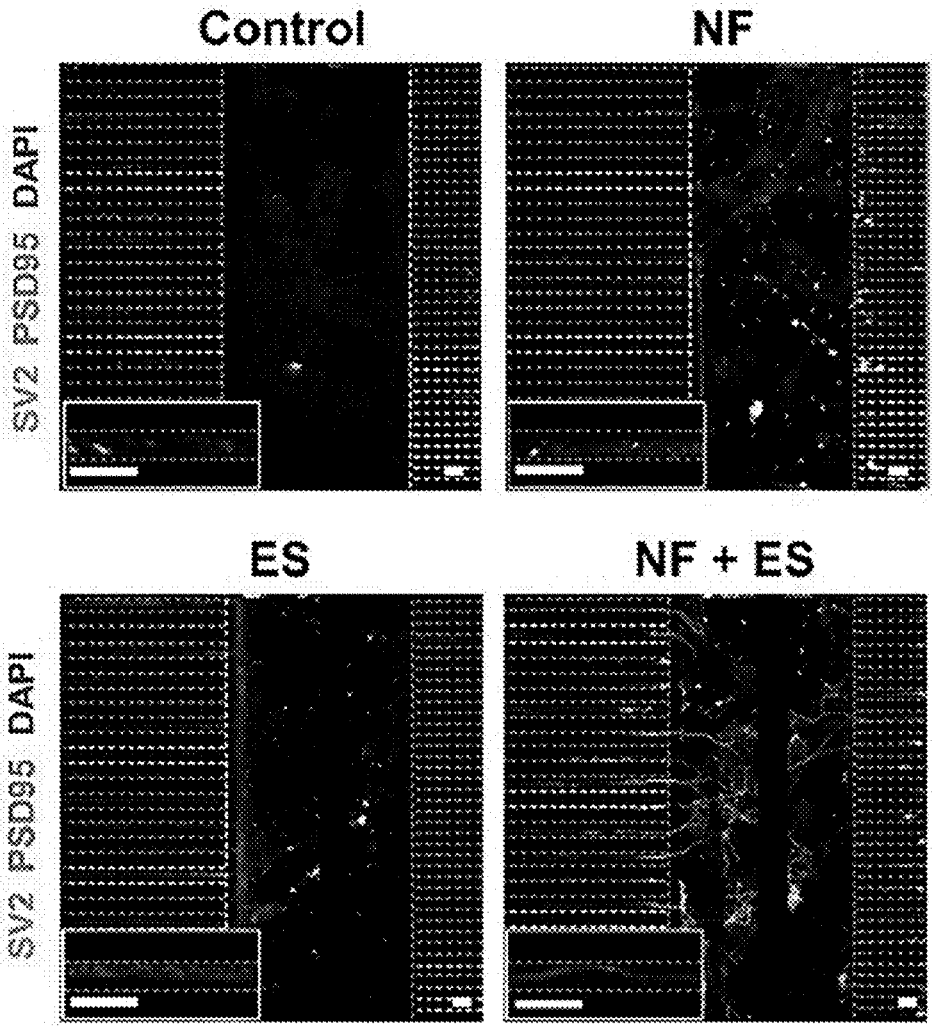 Control
NF
SV2 PSD95 DAPI
ES
NF + ES
SV2 PSD95 DAPI